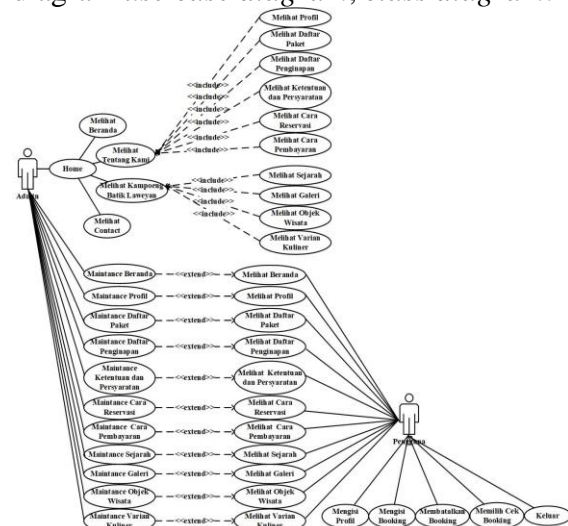 Melihat Profil
Melihat Daftar
Paket
Melihat Daftar
Penginapan
Melihat Ketentuan
dan Persyaratan
Melihat Cara
Reservasi
Melihat Cara
Pembayaran
<<include>>
<<include>>
<<include>>
<<include>>
<<include>>
<<include>>
Melihat
Beranda
Melihat
Tentang Kami
Home
Admin
Melihat Kampoeng
Batik Laweyan
Melihat
Contact
<<include>>
<<include>>
<<include>>
<<include>>
Melihat Sejarah
Melihat Galeri
Melihat Objek
Wisata
Melihat Varian
Kuliner
Maintance Beranda
<<extend>>
Melihat Beranda
Maintance Profil
<<extend>>
Melihat Profil
Maintance Daftar
Paket
<<extend>>
Melihat Daftar
Paket
Maintance Daftar
Penginapan
<<extend>>
Melihat Daftar
Penginapan
Maintance
Ketentuan dan
Persyaratan
<<extend>>
Melihat Ketentuan
dan Persyaratan
Maintance Cara
Reservasi
<<extend>>
Melihat Cara
Reservasi
Maintance Cara
Pembayaran
<<extend>>
Melihat Cara
Pembayaran
Maintance Sejarah
<<extend>>
Melihat Sejarah
Maintance Galeri
<<extend>>
Melihat Galeri
Maintance Objek
Wisata
<<extend>>
Melihat Objek
Wisata
Maintance Varian
Kuliner
<<extend>>
Melihat Varian
Kuliner
Pengguna
Mengisi
Profil
Mengisi
Booking
Membatalkan
Booking
Memilih Cek
Booking
Keluar